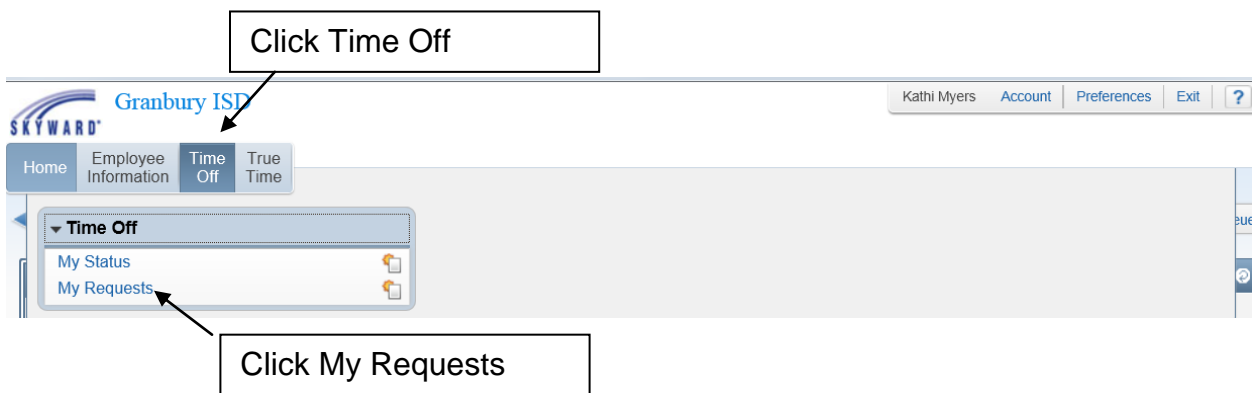 Click Time Off
Granbury ISD
SKYWARD
Kathi Myers Account Preferences Exit ?
Home Employee Information Time Off True Time
Time Off
My Status
My Requests
Click My Requests